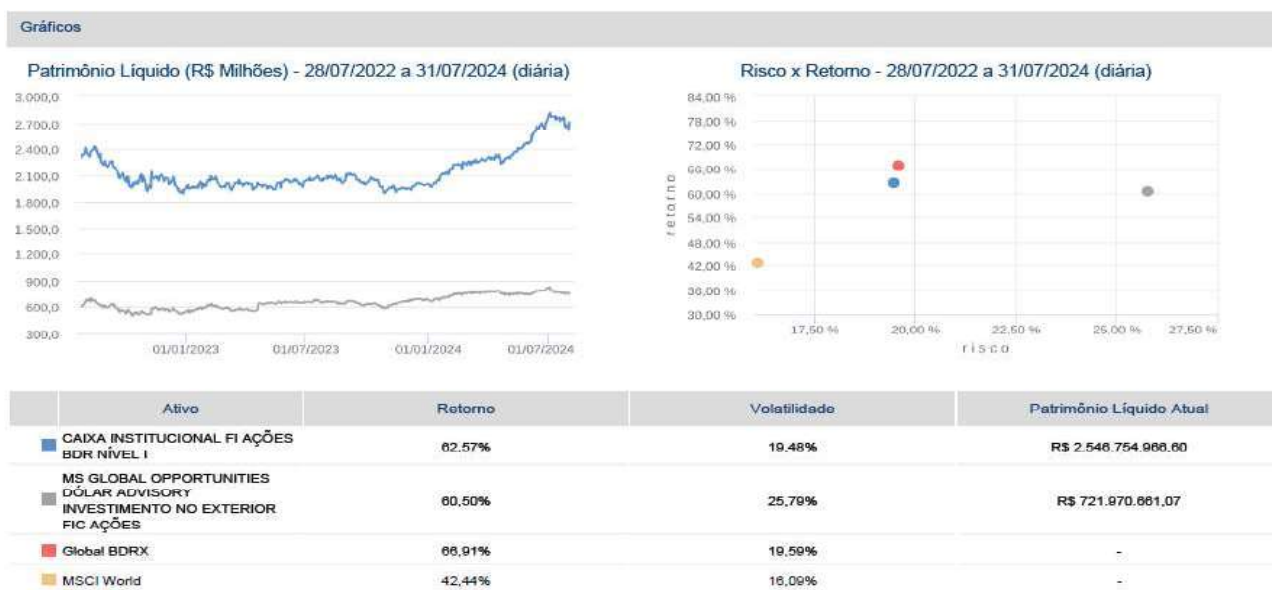 Gráficos
Patrimônio Líquido (R$ Milhões) - 28/07/2022 a 31/07/2024 (diária)
3.000,0
2.700,0
2.400,0
2.100,0
1.800,0
1.500,0
1.200,0
900,0
600,0
300,0
01/01/2023
01/07/2023
01/01/2024
01/07/2024
Risco x Retorno - 28/07/2022 a 31/07/2024 (diária)
84,00 %
78,00 %
72,00 %
66,00 %
60,00 %
54,00 %
48,00 %
42,00 %
36,00 %
30,00 %
retorno
17,50 %
20,00 %
22,50 %
25,00 %
27,50 %
risco
Ativo Retorno Volatilidade Patrimônio Líquido Atual
CAIXA INSTITUCIONAL FI AÇÕES
BDR NÍVEL I
62,57% 19,48% R$ 2.546.754.966,60
MS GLOBAL OPPORTUNITIES
DÓLAR ADVISORY
INVESTIMENTO NO EXTERIOR
FIC AÇÕES
60,50% 25,79% R$ 721.970.661,07
Global BDRX 66,91% 19,59% -
MSCI World 42,44% 16,09% -